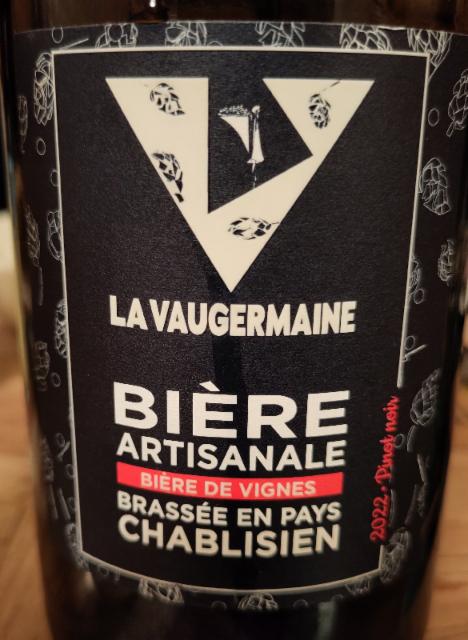 LA VAUGERMAINE
BIÈRE
ARTISANALE
BIÈRE DE VIGNES
BRASSÉE EN PAYS
CHABLISIEN
2022 • Pinot noir